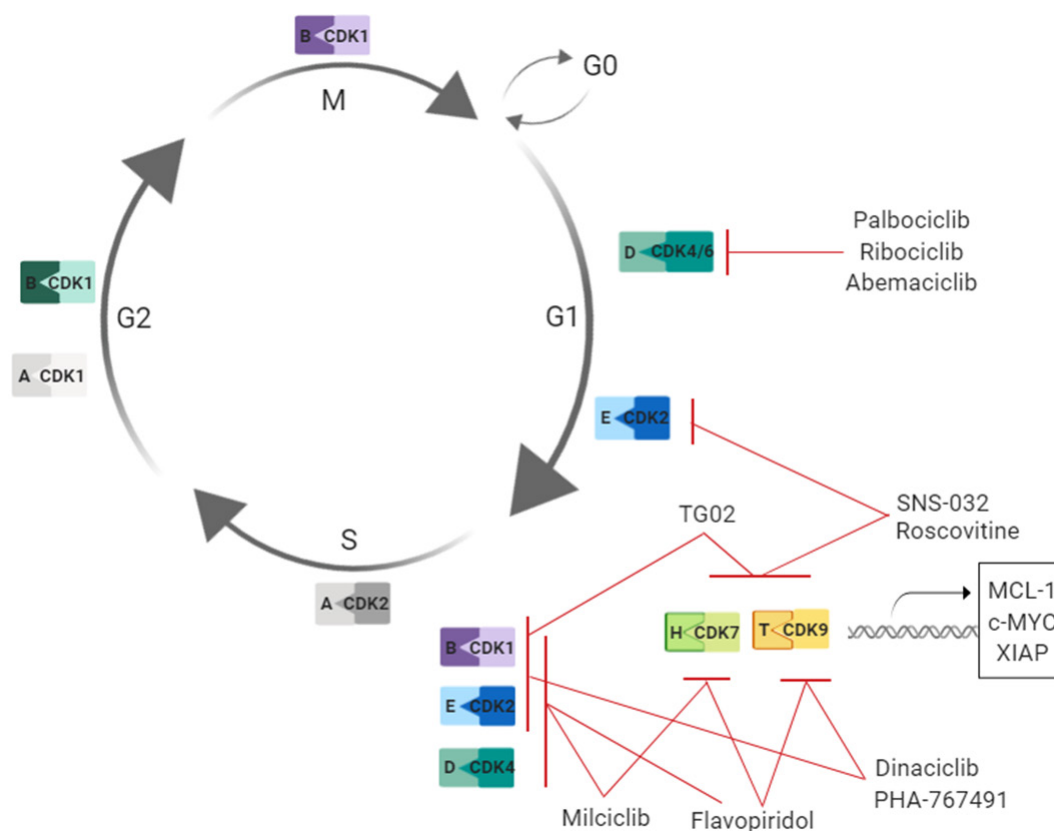 B CDK1
M
G0
Palbociclib
D CDK4/6
Ribociclib
Abemaciclib
B CDK1
G2
G1
A CDK1
E CDK2
SNS-032
TG02
Roscovitine
S
A CDK2
MCL-1
c-MYC
XIAP
H CDK7
T CDK9
B CDK1
E CDK2
D CDK4
Dinaciclib
PHA-767491
Milciclib
Flavopiridol